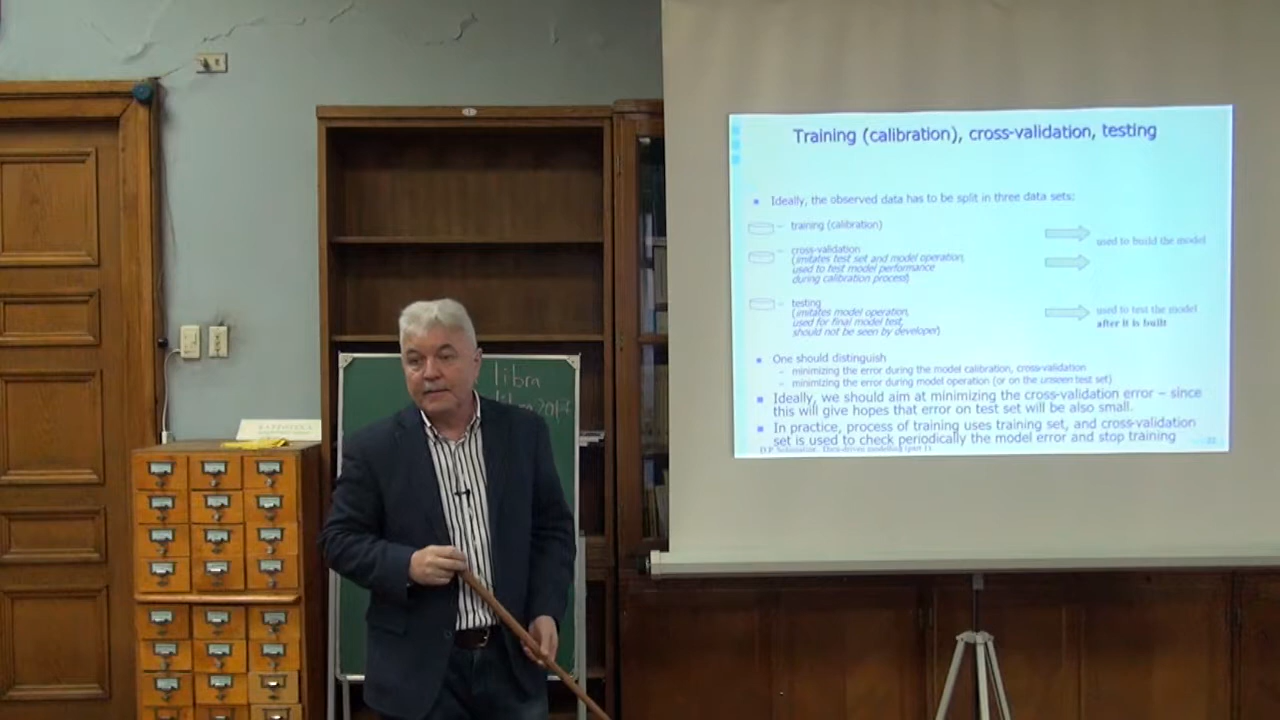 Training (calibration), cross-validation, testing
Ideally, the observed data has to be split in three data sets:
training (calibration)
cross-validation
(imitates test set and model operation,
used to test model performance
during calibration process)
used to build the model
testing
(imitates model operation,
used for final model test,
should not be seen by developer)
used to test the model
after it is built
One should distinguish
minimizing the error during the model calibration, cross-validation
minimizing the error during model operation (or on the unseen test set)
Ideally, we should aim at minimizing the cross-validation error – since
this will give hopes that error on test set will be also small.
In practice, process of training uses training set, and cross-validation
set is used to check periodically the model error and stop training
libra